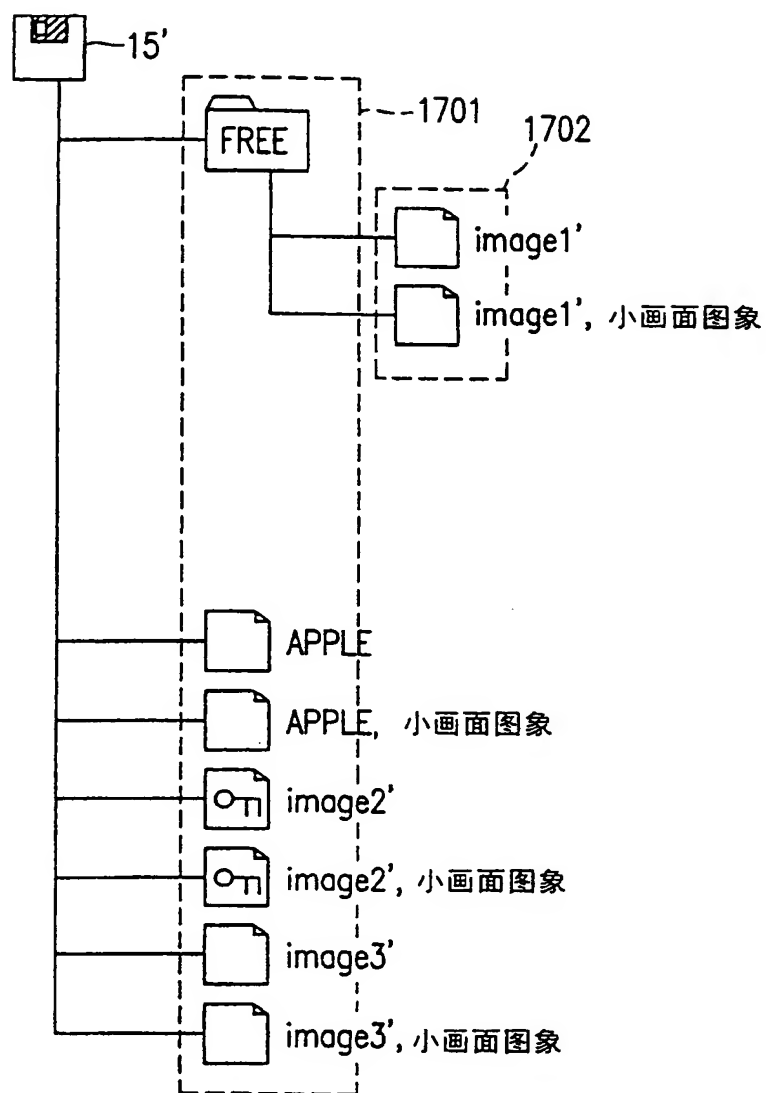 15'
1701
FREE
1702
image1'
image1', 小画面图象
APPLE
APPLE, 小画面图象
image2'
image2', 小画面图象
image3'
image3', 小画面图象